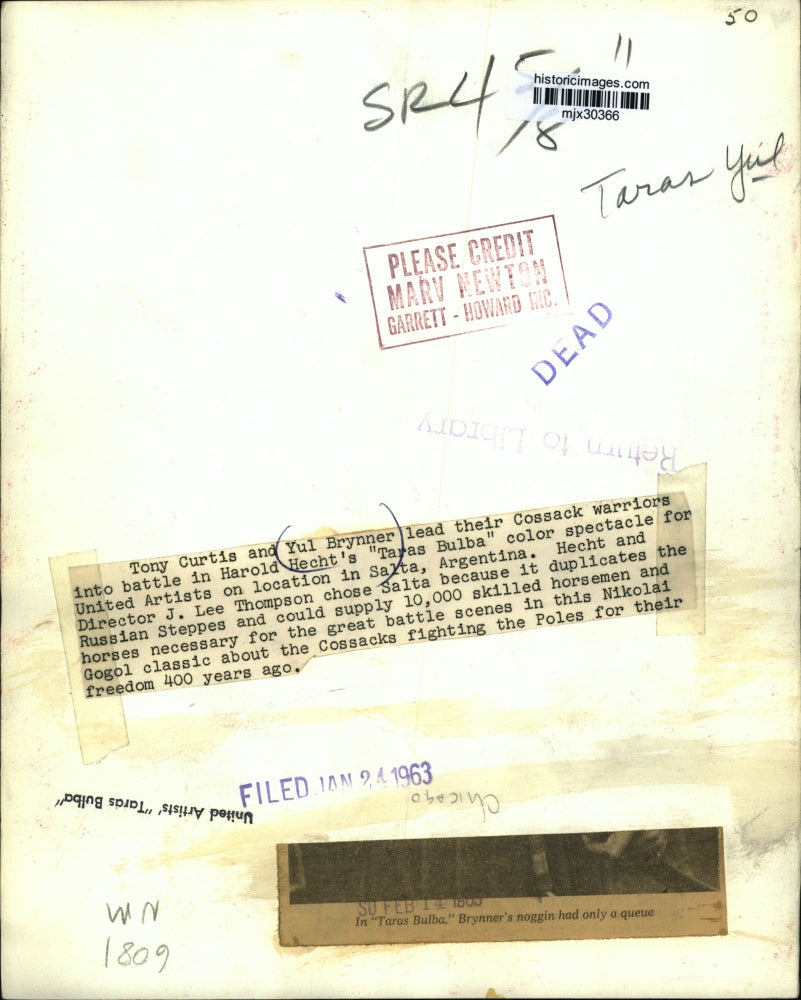 50
SR4
11
historicimages.com
mjx30366
/8
Taras Yul
PLEASE CREDIT
MARV NEWTON
GARRETT - HOWARD INC.
DEAD
Return to Library
Tony Curtis and Yul Brynner lead their Cossack warriors
into battle in Harold Hecht's "Taras Bulba" color spectacle for
United Artists on location in Salta, Argentina. Hecht and
Director J. Lee Thompson chose Salta because it duplicates the
Russian Steppes and could supply 10,000 skilled horsemen and
horses necessary for the great battle scenes in this Nikolai
Gogol classic about the Cossacks fighting the Poles for their
freedom 400 years ago.
FILED JAN 24 1963
Chicago
United Artists' "Taras Bulba"
SU FEB 14
In "Taras Bulba," Brynner's noggin had only a queue
WN
1809